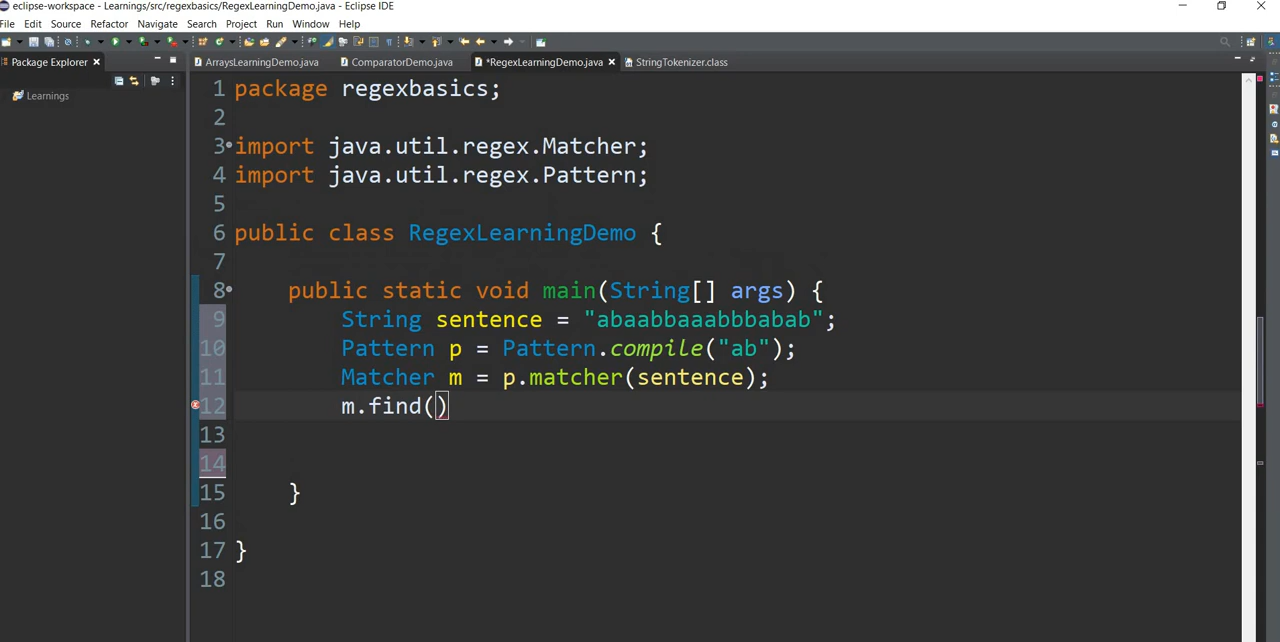 eclipse-workspace - Learnings/src/regexbasics/RegexLearningDemo.java - Eclipse IDE
File Edit Source Refactor Navigate Search Project Run Window Help
Package Explorer
ArraysLearningDemo.java ComparatorDemo.java *RegexLearningDemo.java StringTokenizer.class
Learnings
1 package regexbasics;
2
3 import java.util.regex.Matcher;
4 import java.util.regex.Pattern;
5
6 public class RegexLearningDemo {
7
8 public static void main(String[] args) {
9 String sentence = "abaabbaaabbbabab";
10 Pattern p = Pattern.compile("ab");
11 Matcher m = p.matcher(sentence);
12 m.find()
13
14
15 }
16
17 }
18